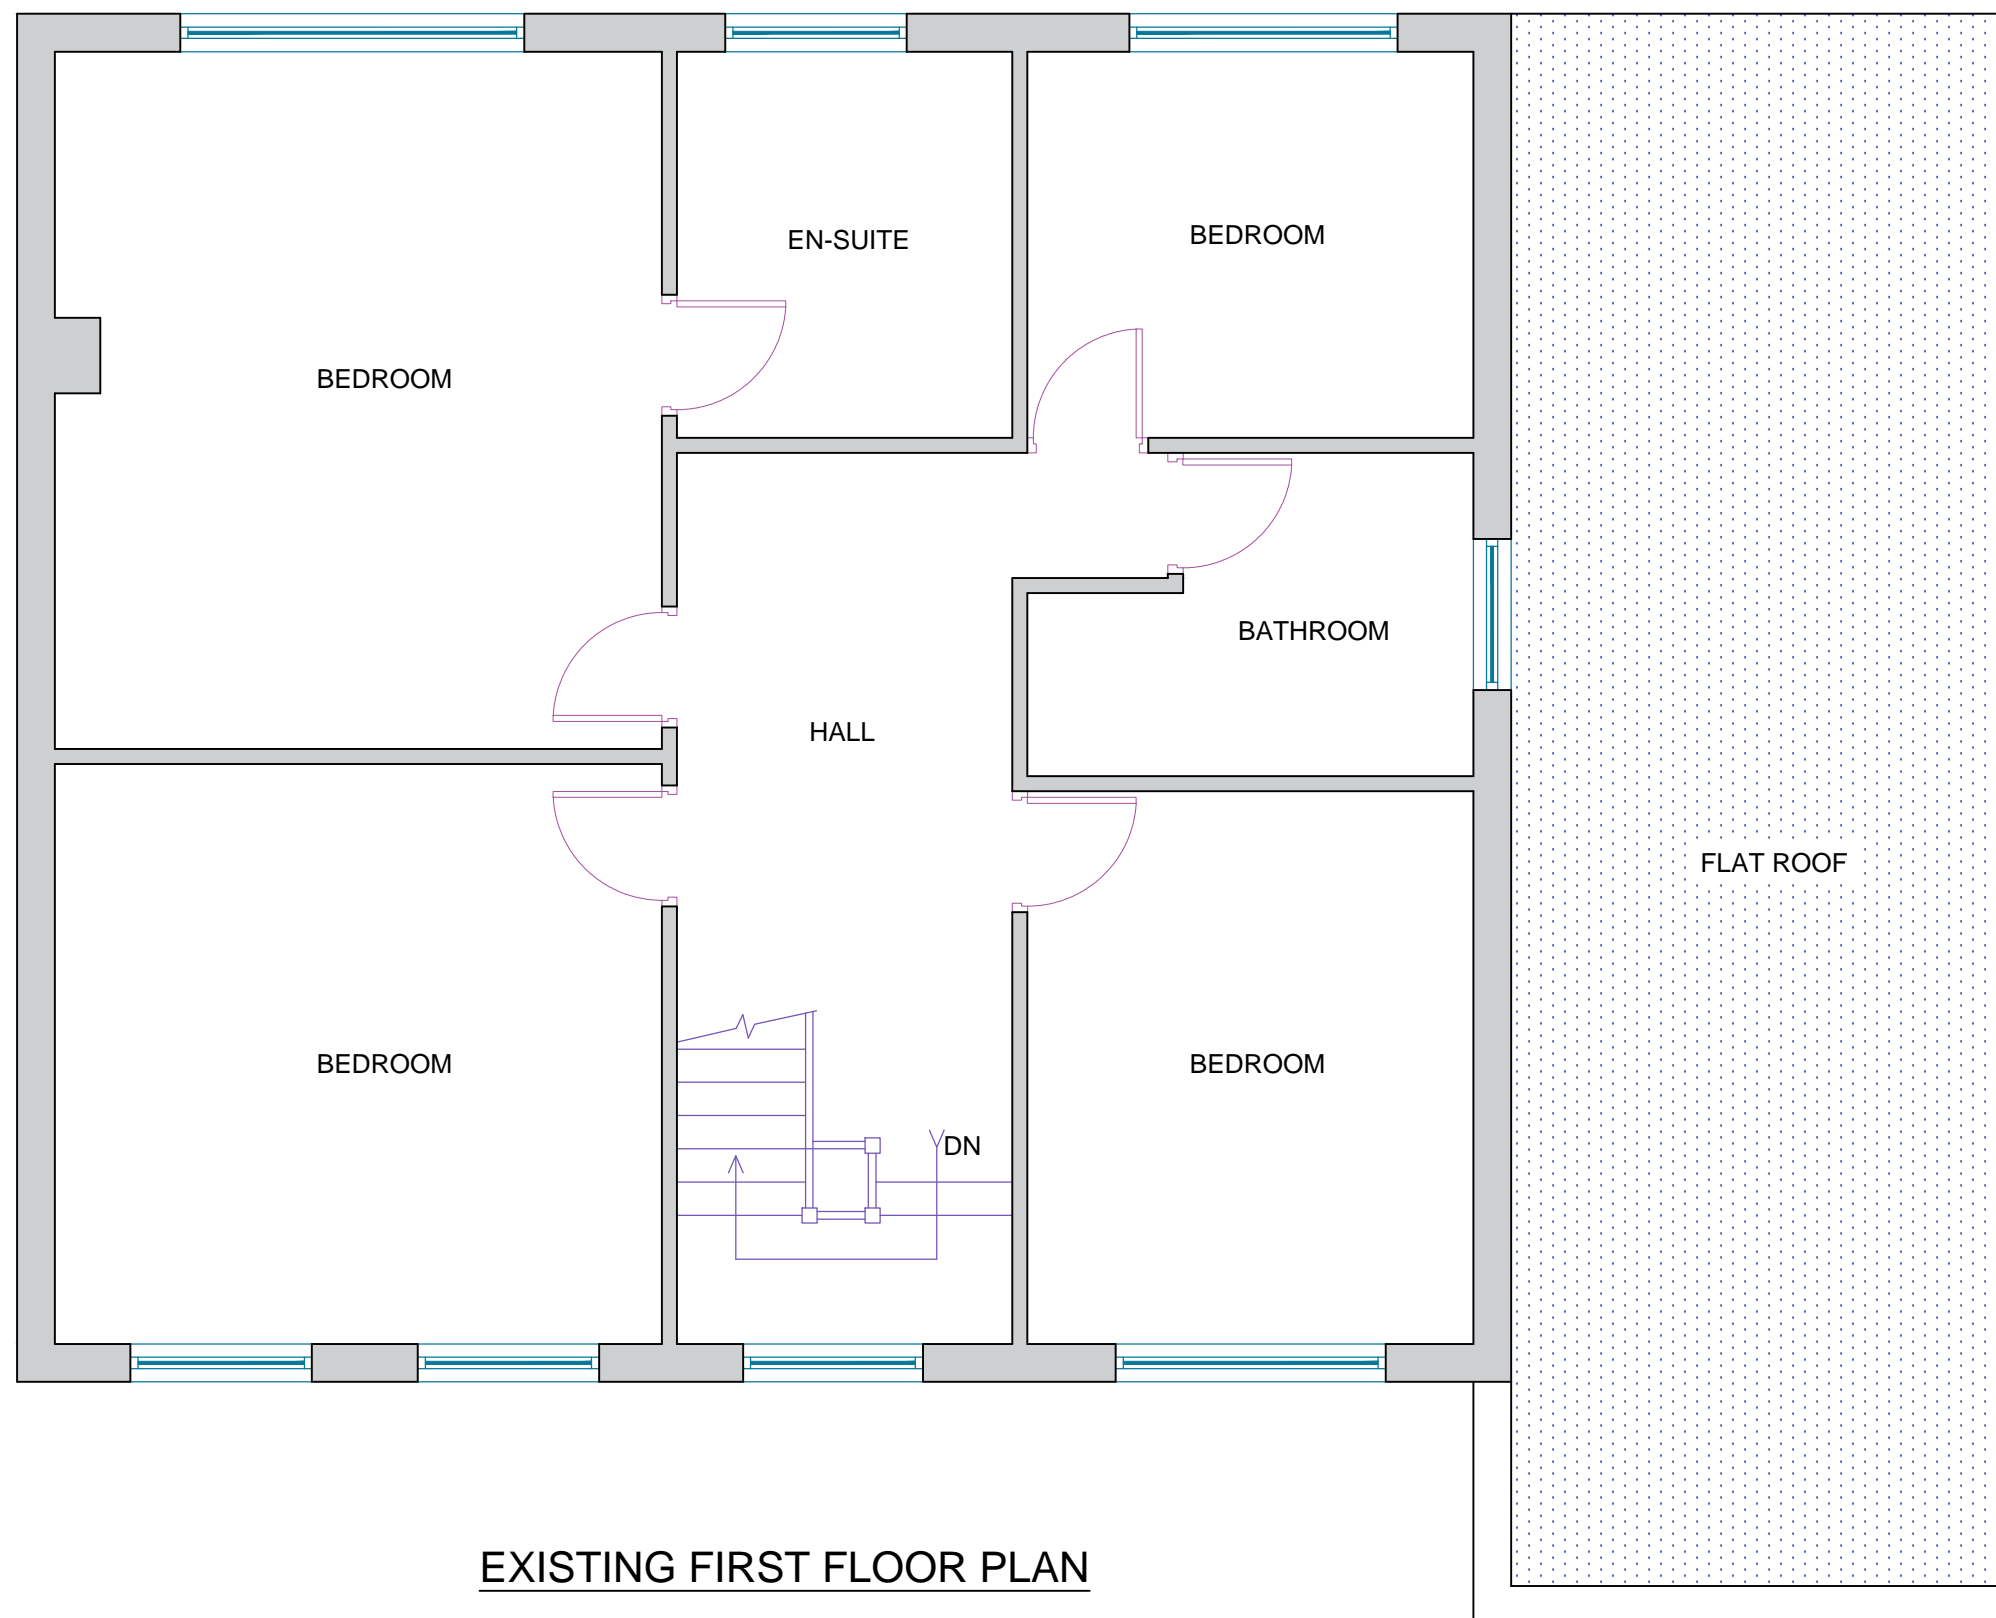 EN-SUITE
BEDROOM
BEDROOM
BATHROOM
HALL
FLAT ROOF
BEDROOM
BEDROOM
DN
EXISTING FIRST FLOOR PLAN